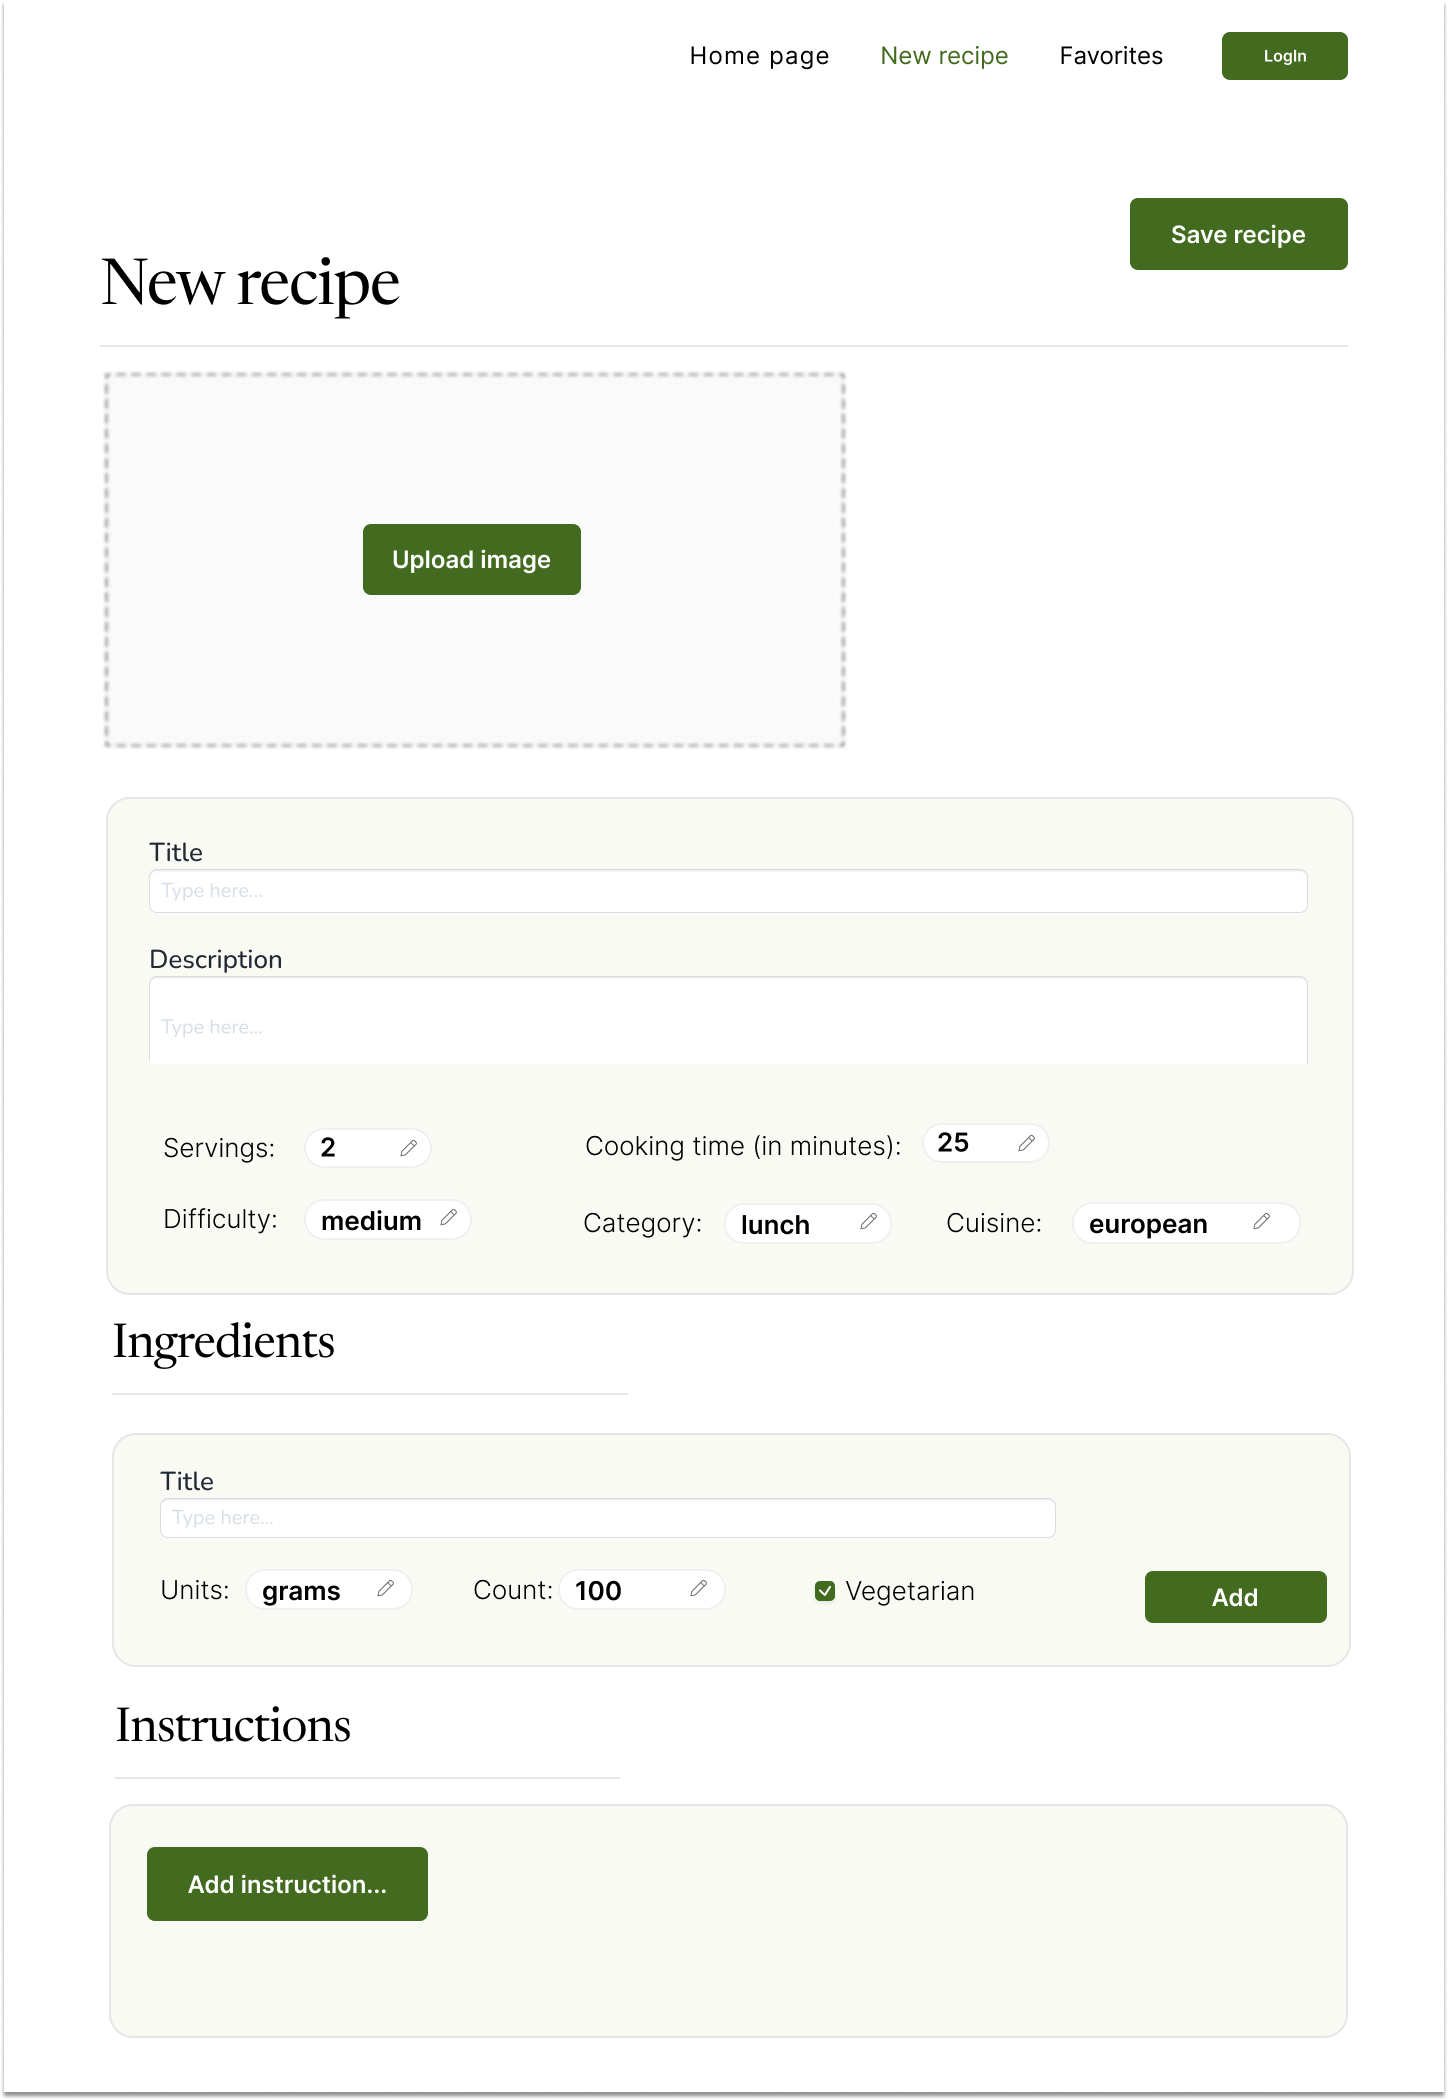 Home page New recipe Favorites LogIn
Save recipe
New recipe
Upload image
Title
Type here...
Description
Type here...
Servings: 2 Cooking time (in minutes): 25
Difficulty: medium Category: lunch Cuisine: european
Ingredients
Title
Type here...
Units: grams Count: 100 Vegetarian Add
Instructions
Add instruction...